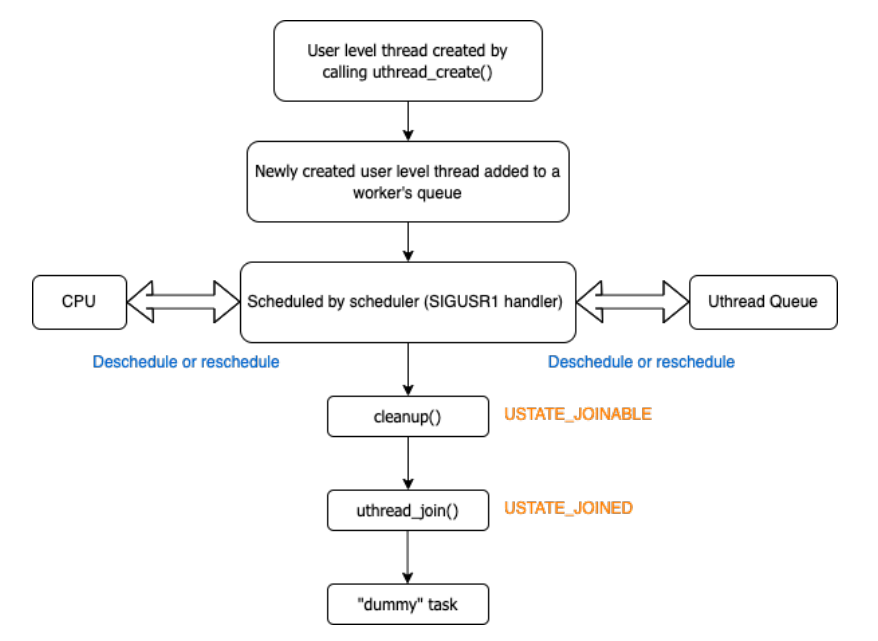 User level thread created by
calling uthread_create()
Newly created user level thread added to a
worker's queue
CPU
Scheduled by scheduler (SIGUSR1 handler)
Uthread Queue
Deschedule or reschedule
Deschedule or reschedule
cleanup()
USTATE_JOINABLE
uthread_join()
USTATE_JOINED
"dummy" task